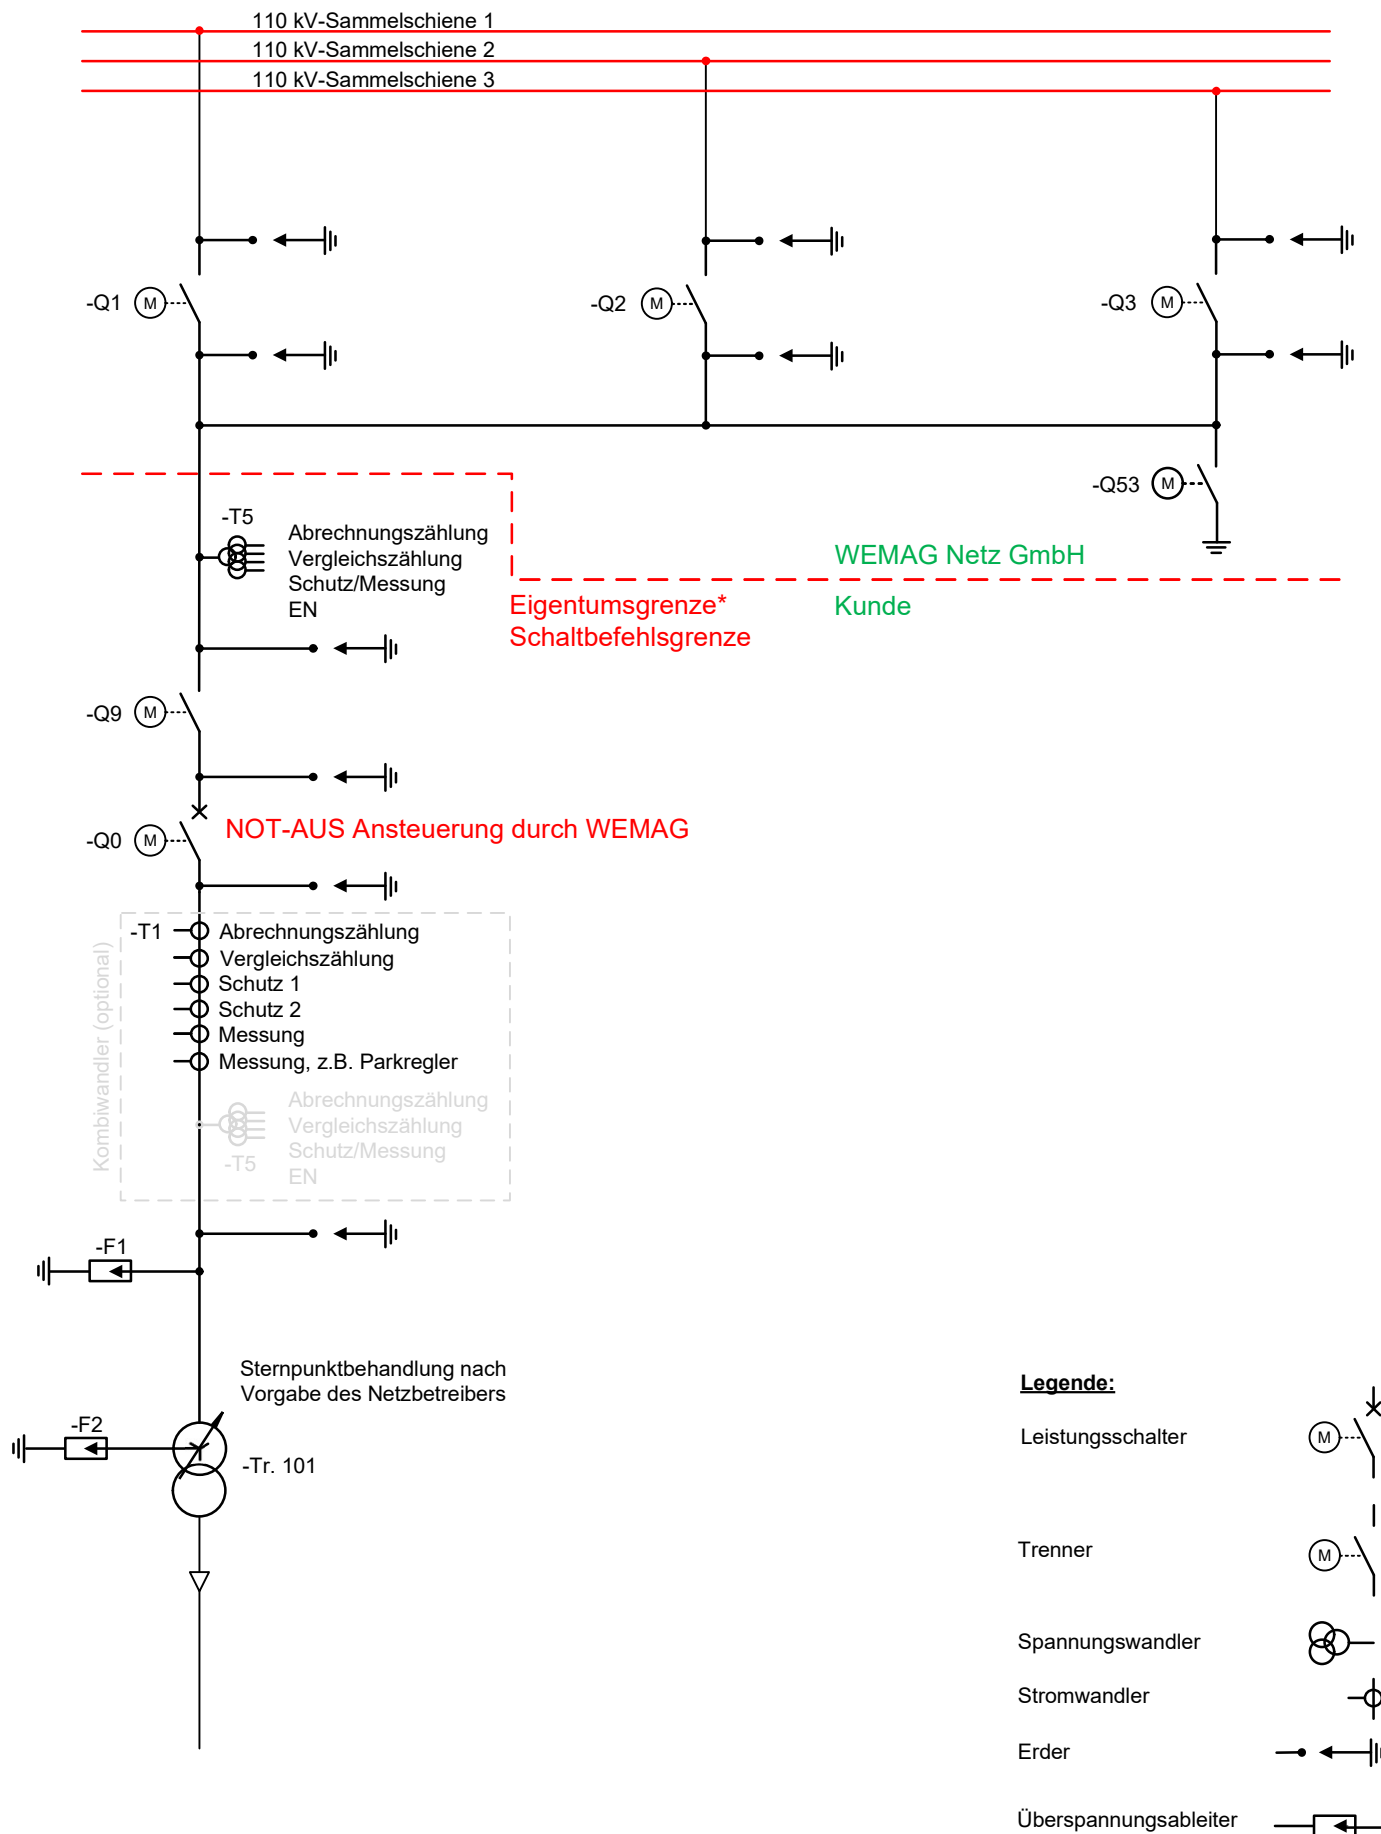 110 kV-Sammelschiene 1
110 kV-Sammelschiene 2
110 kV-Sammelschiene 3
-Q1 M
-Q2 M
-Q3 M
-Q53 M
-T5
Abrechnungszählung
Vergleichszählung
Schutz/Messung
EN
WEMAG Netz GmbH
Eigentumsgrenze*
Schaltbefehlsgrenze
Kunde
-Q9 M
-Q0 M
NOT-AUS Ansteuerung durch WEMAG
Kombiwandler (optional)
-T1 Abrechnungszählung
Vergleichszählung
Schutz 1
Schutz 2
Messung
Messung, z.B. Parkregler
Abrechnungszählung
Vergleichszählung
Schutz/Messung
EN
-T5
-F1
Sternpunktbehandlung nach
Vorgabe des Netzbetreibers
-F2
-Tr. 101
Legende:
Leistungsschalter M
Trenner M
Spannungswandler
Stromwandler
Erder
Überspannungsableiter